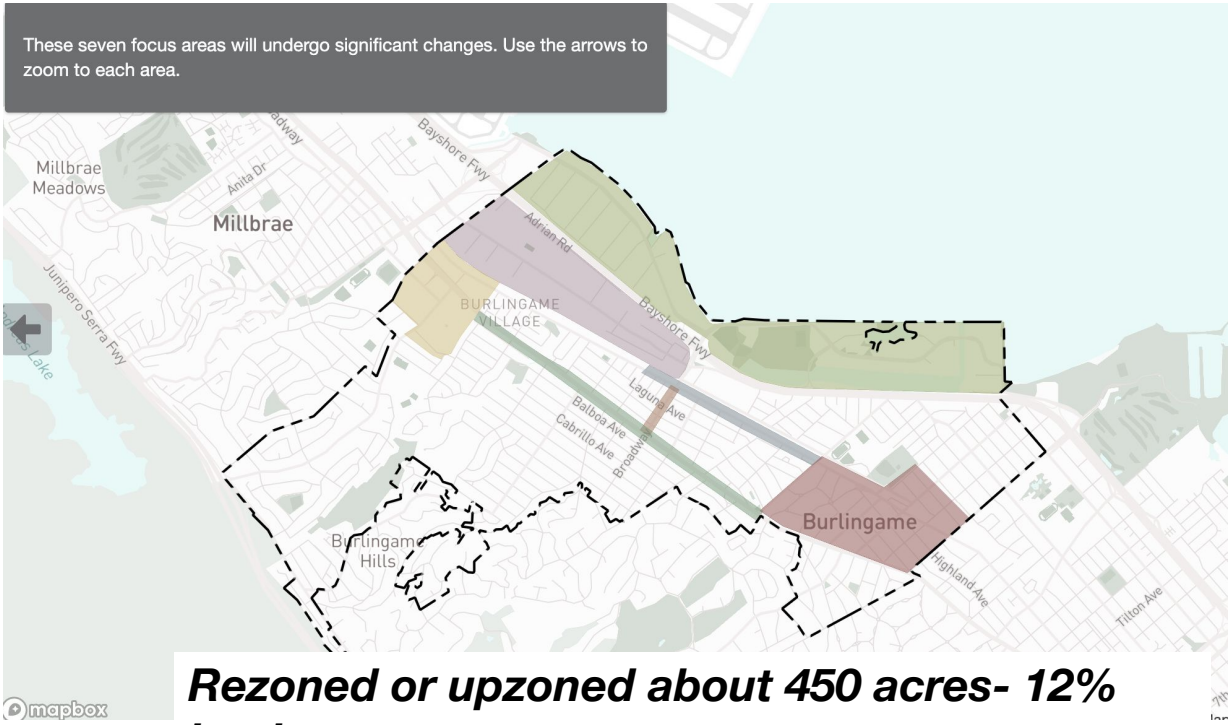 These seven focus areas will undergo significant changes. Use the arrows to
zoom to each area.
Bayshore Fwy
Millbrae
Meadows
Anita Dr
Millbrae
Adrian Rd
Junipero Serra Fwy
BURLINGAME
VILLAGE
Bayshore Fwy
Lake
Laguna Ave
Balboa Ave
Cabrillo Ave
Broadway
Burlingame
Burlingame
Hills
Highland Ave
Tilton Ave
Rezoned or upzoned about 450 acres- 12%
mapbox